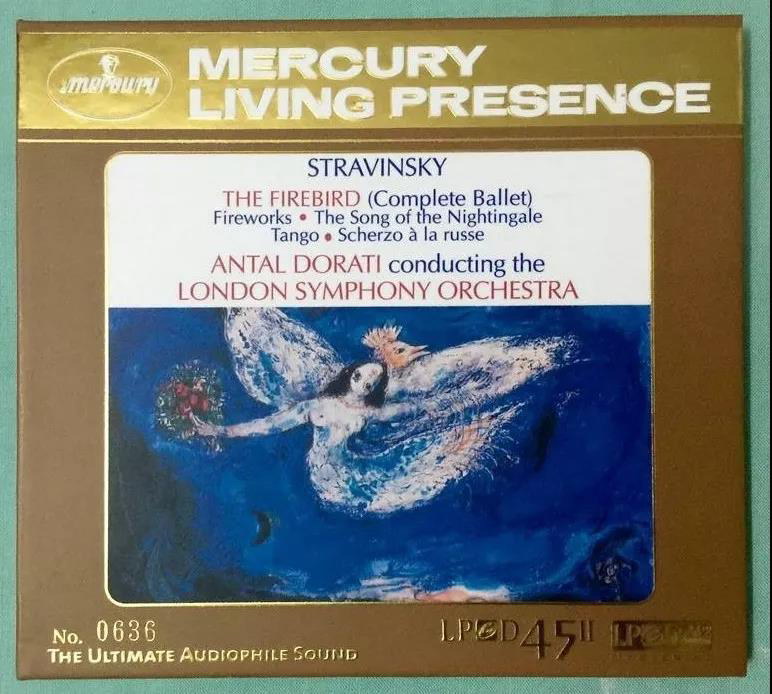 mercury
MERCURY
LIVING PRESENCE
STRAVINSKY
THE FIREBIRD (Complete Ballet)
Fireworks • The Song of the Nightingale
Tango • Scherzo à la russe
ANTAL DORATI conducting the
LONDON SYMPHONY ORCHESTRA
No. 0636
LPCD45II
THE ULTIMATE AUDIOPHILE SOUND